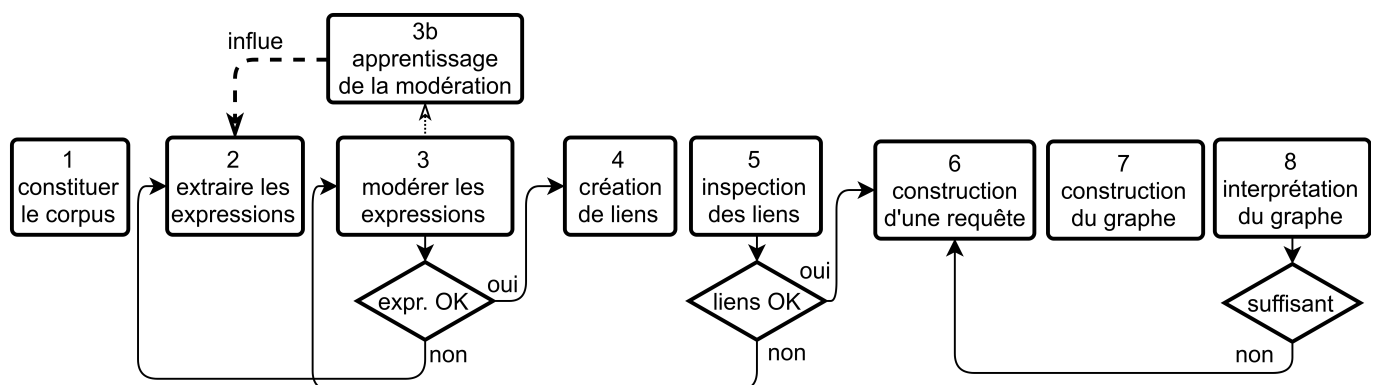 influe
3b
apprentissage
de la modération
1
constituer
le corpus
2
extraire les
expressions
3
modérer les
expressions
4
création
de liens
5
inspection
des liens
6
construction
d'une requête
7
construction
du graphe
8
interprétation
du graphe
expr. OK
oui
non
liens OK
oui
non
suffisant
non